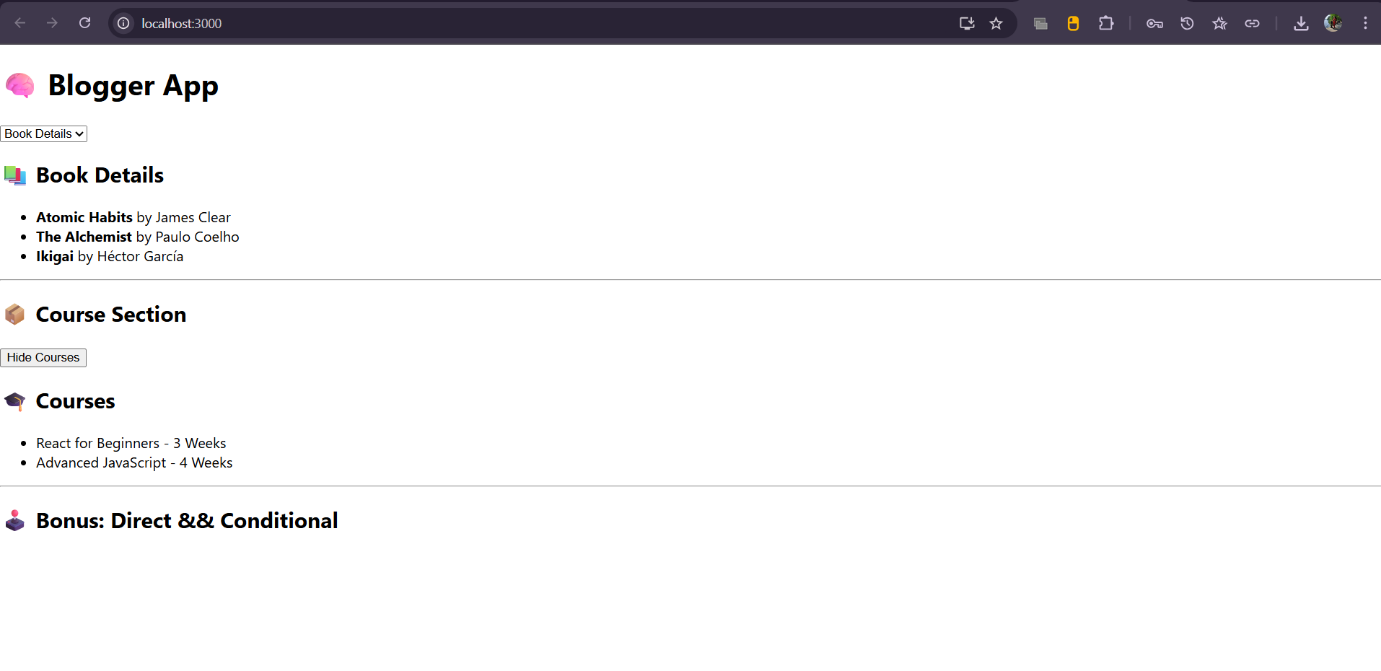 localhost:3000
🧠 Blogger App
Book Details
📚 Book Details
• Atomic Habits by James Clear
• The Alchemist by Paulo Coelho
• Ikigai by Héctor García
📦 Course Section
Hide Courses
🎓 Courses
• React for Beginners - 3 Weeks
• Advanced JavaScript - 4 Weeks
🕹️ Bonus: Direct && Conditional